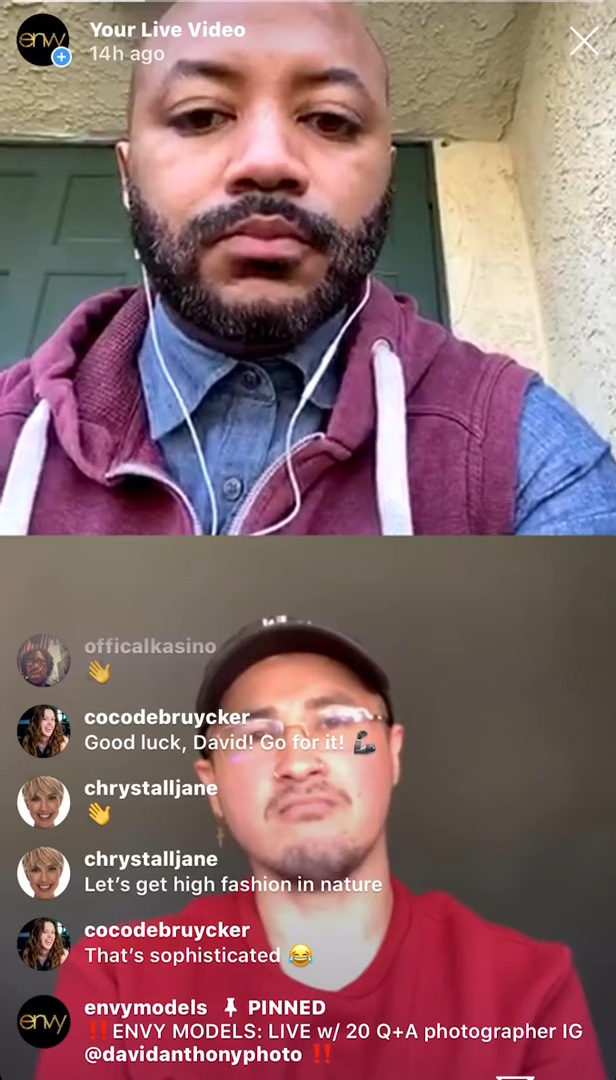 envy
Your Live Video
14h ago
officalkasino
👋
cocodebruycker
Good luck, David! Go for it! 💪🏿
chrystalljane
👋
chrystalljane
Let’s get high fashion in nature
cocodebruycker
That’s sophisticated 😂
envy
envymodels PINNED
‼️ENVY MODELS: LIVE w/ 20 Q+A photographer IG
@davidanthonyphoto ‼️